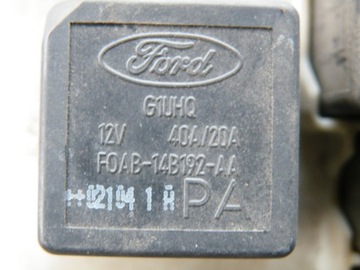 Ford
G1UHQ
12V 40A/20A
F0AB-14B192-AA
++02104 1 A PA